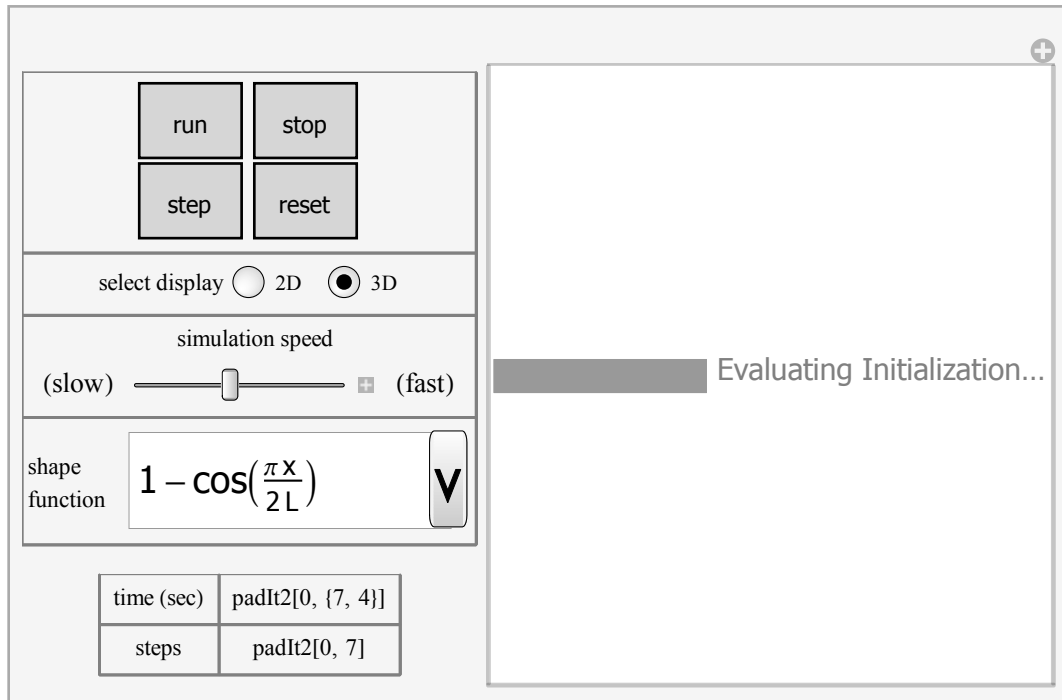 run stop
step reset
select display 2D 3D
simulation speed
(slow) (fast)
shape
function
1 – cos(πx/2L)
V
time (sec) padIt2[0, {7, 4}]
steps padIt2[0, 7]
Evaluating Initialization...